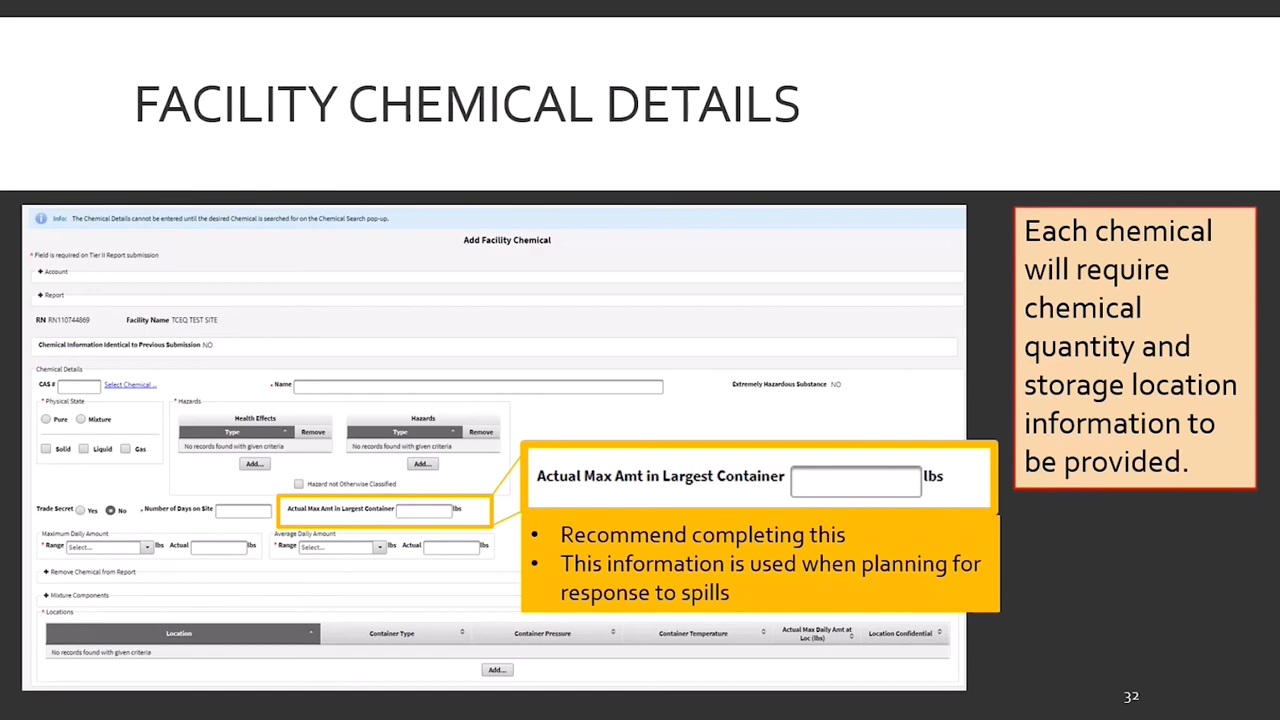 FACILITY CHEMICAL DETAILS
Info: The Chemical Details cannot be entered until the desired Chemical is searched for on the Chemical Search pop-up.
Add Facility Chemical
* Field is required on Tier II Report submission
+ Account
+ Report
RN RN110744869 Facility Name TCEQ TEST SITE
Chemical Information Identical to Previous Submission NO
Chemical Details
CAS # Select Chemical... * Name Extremely Hazardous Substance NO
* Physical State
Pure Mixture
Solid Liquid Gas
* Hazards
Health Effects Hazards
Type Remove Type Remove
No records found with given criteria No records found with given criteria
Add... Add...
Hazard not Otherwise Classified
Trade Secret Yes No * Number of Days on Site Actual Max Amt in Largest Container lbs
Maximum Daily Amount Average Daily Amount
* Range Select... lbs Actual lbs * Range Select... lbs Actual lbs
+ Remove Chemical from Report
+ Mixture Components
* Locations
Location Container Type Container Pressure Container Temperature Actual Max Daily Amt at Loc (lbs) Location Confidential
No records found with given criteria
Add...
Actual Max Amt in Largest Container lbs
• Recommend completing this
• This information is used when planning for
response to spills
Each chemical
will require
chemical
quantity and
storage location
information to
be provided.
32